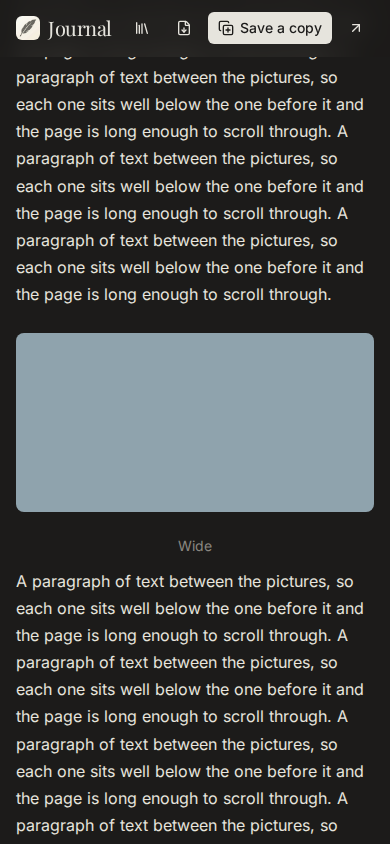 Journal
Save a copy
paragraph of text between the pictures, so
each one sits well below the one before it and
the page is long enough to scroll through. A
paragraph of text between the pictures, so
each one sits well below the one before it and
the page is long enough to scroll through. A
paragraph of text between the pictures, so
each one sits well below the one before it and
the page is long enough to scroll through.
Wide
A paragraph of text between the pictures, so
each one sits well below the one before it and
the page is long enough to scroll through. A
paragraph of text between the pictures, so
each one sits well below the one before it and
the page is long enough to scroll through. A
paragraph of text between the pictures, so
each one sits well below the one before it and
the page is long enough to scroll through. A
paragraph of text between the pictures, so